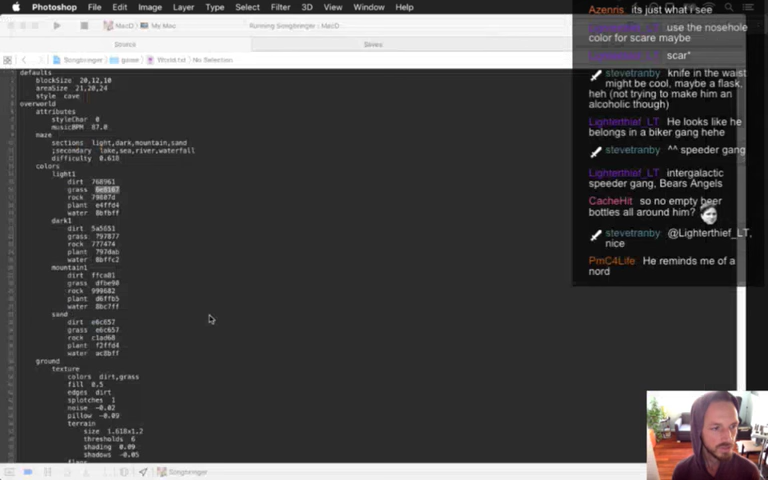 Photoshop File Edit Image Layer Type Select Filter 3D View Window Help
MacD My Mac Running Songbringer : MacD
Stretck Slives
Songbringer game World.txt No Selection
defaults
blockSize 20,12,10
areaSize 21,20,24
style cave
overworld
attributes
styleChar 0
musicBPM 87.0
maze
sections light,dark,mountain,sand
;secondary lake,sea,river,waterfall
difficulty 0.618
colors
light1
dirt 768961
grass
rock 79807d
plant e4ffd4
water 8bfbff
dark1
dirt 5a5651
grass 797877
rock 777474
plant 797dab
water 8bffc2
mountain1
dirt ffca81
grass dfbe90
rock 999682
plant d6ffb5
water 8bc7ff
sand
dirt e6c657
grass e6c657
rock c1ad68
plant f2ffd4
water ac8bff
ground
texture
colors dirt,grass
fill 0.5
edges dirt
splotches 1
noise -0.02
pillow -0.09
terrain
size 1.618x1.2
thresholds 6
shading 0.09
shadows -0.05
Songbringer
Azenris: its just what i see
use the nosehole
color for scare maybe
scar*
stevetranby: knife in the waist
might be cool, maybe a flask,
heh (not trying to make him an
alcoholic though)
Lighterthief_LT: He looks like he
belongs in a biker gang hehe
stevetranby: ^^ speeder gang
Lighterthief_LT: intergalactic
speeder gang, Bears Angels
CacheHit: so no empty beer
bottles all around him?
stevetranby: @Lighterthief_LT,
nice
PmC4Life: He reminds me of a
nord